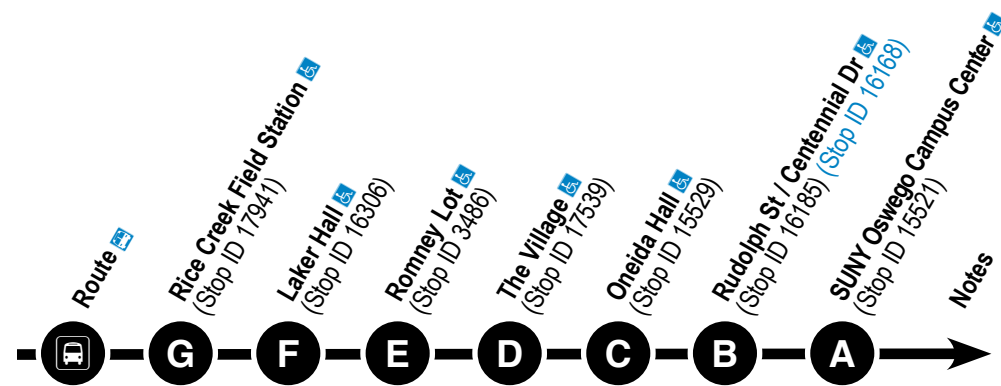 Route
Rice Creek Field Station
(Stop ID 17941)
Laker Hall
(Stop ID 16306)
Romney Lot
(Stop ID 3486)
The Village
(Stop ID 17539)
Oneida Hall
(Stop ID 15529)
Rudolph St / Centennial Dr
(Stop ID 16185) (Stop ID 16168)
SUNY Oswego Campus Center
(Stop ID 15521)
Notes
G F E D C B A